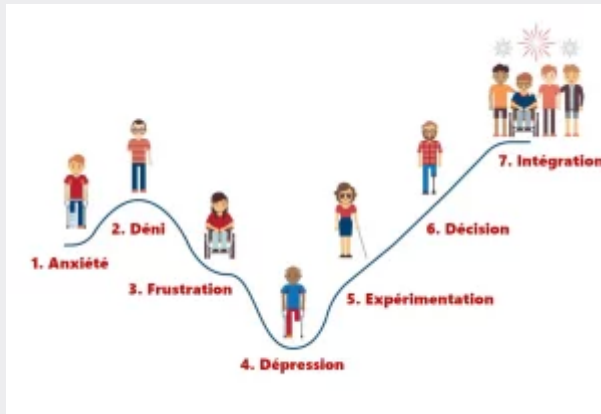 1. Anxiété
2. Déni
3. Frustration
4. Dépression
5. Expérimentation
6. Décision
7. Intégration